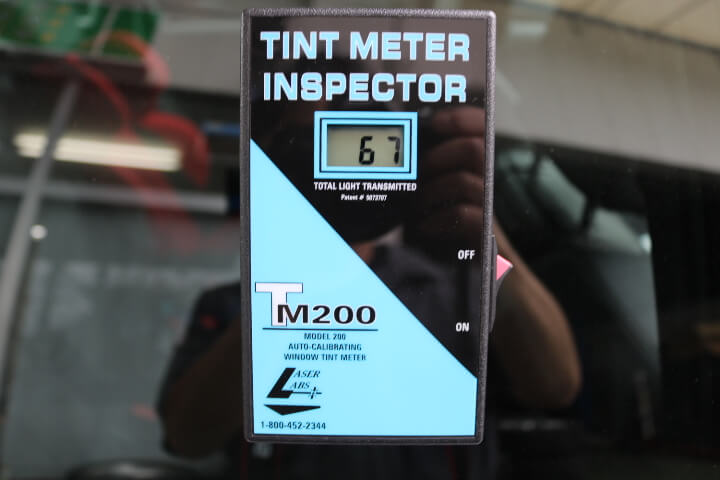 TINT METER
INSPECTOR
67
TOTAL LIGHT TRANSMITTED
Patent # 5073707
OFF
ON
TM200
MODEL 200
AUTO-CALIBRATING
WINDOW TINT METER
LASER
LABS
1-800-452-2344